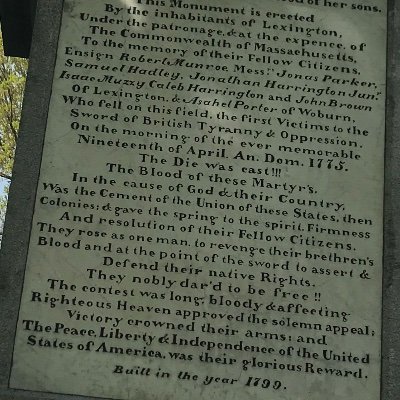 of her sons.
This Monument is erected
By the inhabitants of Lexington,
Under the patronage, & at the expence, of
The Commonwealth of Massachusetts,
To the memory of their Fellow Citizens,
Ensign Robert Munroe, Messrs. Jonas Parker,
Samuel Hadley, Jonathan Harrington Junr.
Isaac Muzzy, Caleb Harrington and John Brown
Of Lexington, & Asahel Porter of Woburn,
Who fell on this field, the first Victims to the
Sword of British Tyranny & Oppression,
On the morning of the ever memorable
Nineteenth of April, An. Dom. 1775.
The Die was cast!!!
The Blood of these Martyr's,
In the cause of God & their Country,
Was the Cement of the Union of these States, then
Colonies; & gave the spring to the spirit, Firmness
And resolution of their Fellow Citizens.
They rose as one man, to revenge their brethren's
Blood and at the point of the sword to assert &
Defend their native Rights.
They nobly dar'd to be free!!
The contest was long, bloody & affecting,
Righteous Heaven approved the solemn appeal;
Victory crowned their arms; and
The Peace, Liberty & Independence of the United
States of America, was their glorious Reward.
Built in the year 1799.